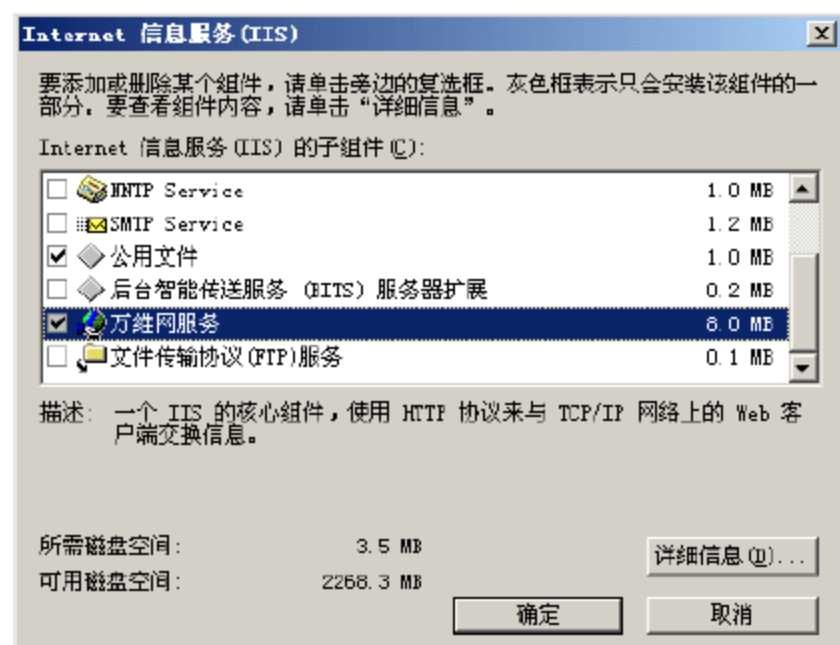 Internet 信息服务(IIS)
要添加或删除某个组件，请单击旁边的复选框。灰色框表示只会安装该组件的一
部分。要查看组件内容，请单击“详细信息”。
Internet 信息服务(IIS) 的子组件(C):
NNTP Service 1.0 MB
SMTP Service 1.2 MB
公用文件 1.0 MB
后台智能传送服务 (BITS) 服务器扩展 0.2 MB
万维网服务 8.0 MB
文件传输协议(FTP)服务 0.1 MB
描述: 一个 IIS 的核心组件，使用 HTTP 协议来与 TCP/IP 网络上的 Web 客
户端交换信息。
所需磁盘空间: 3.5 MB
详细信息(D)...
可用磁盘空间: 2268.3 MB
确定 取消